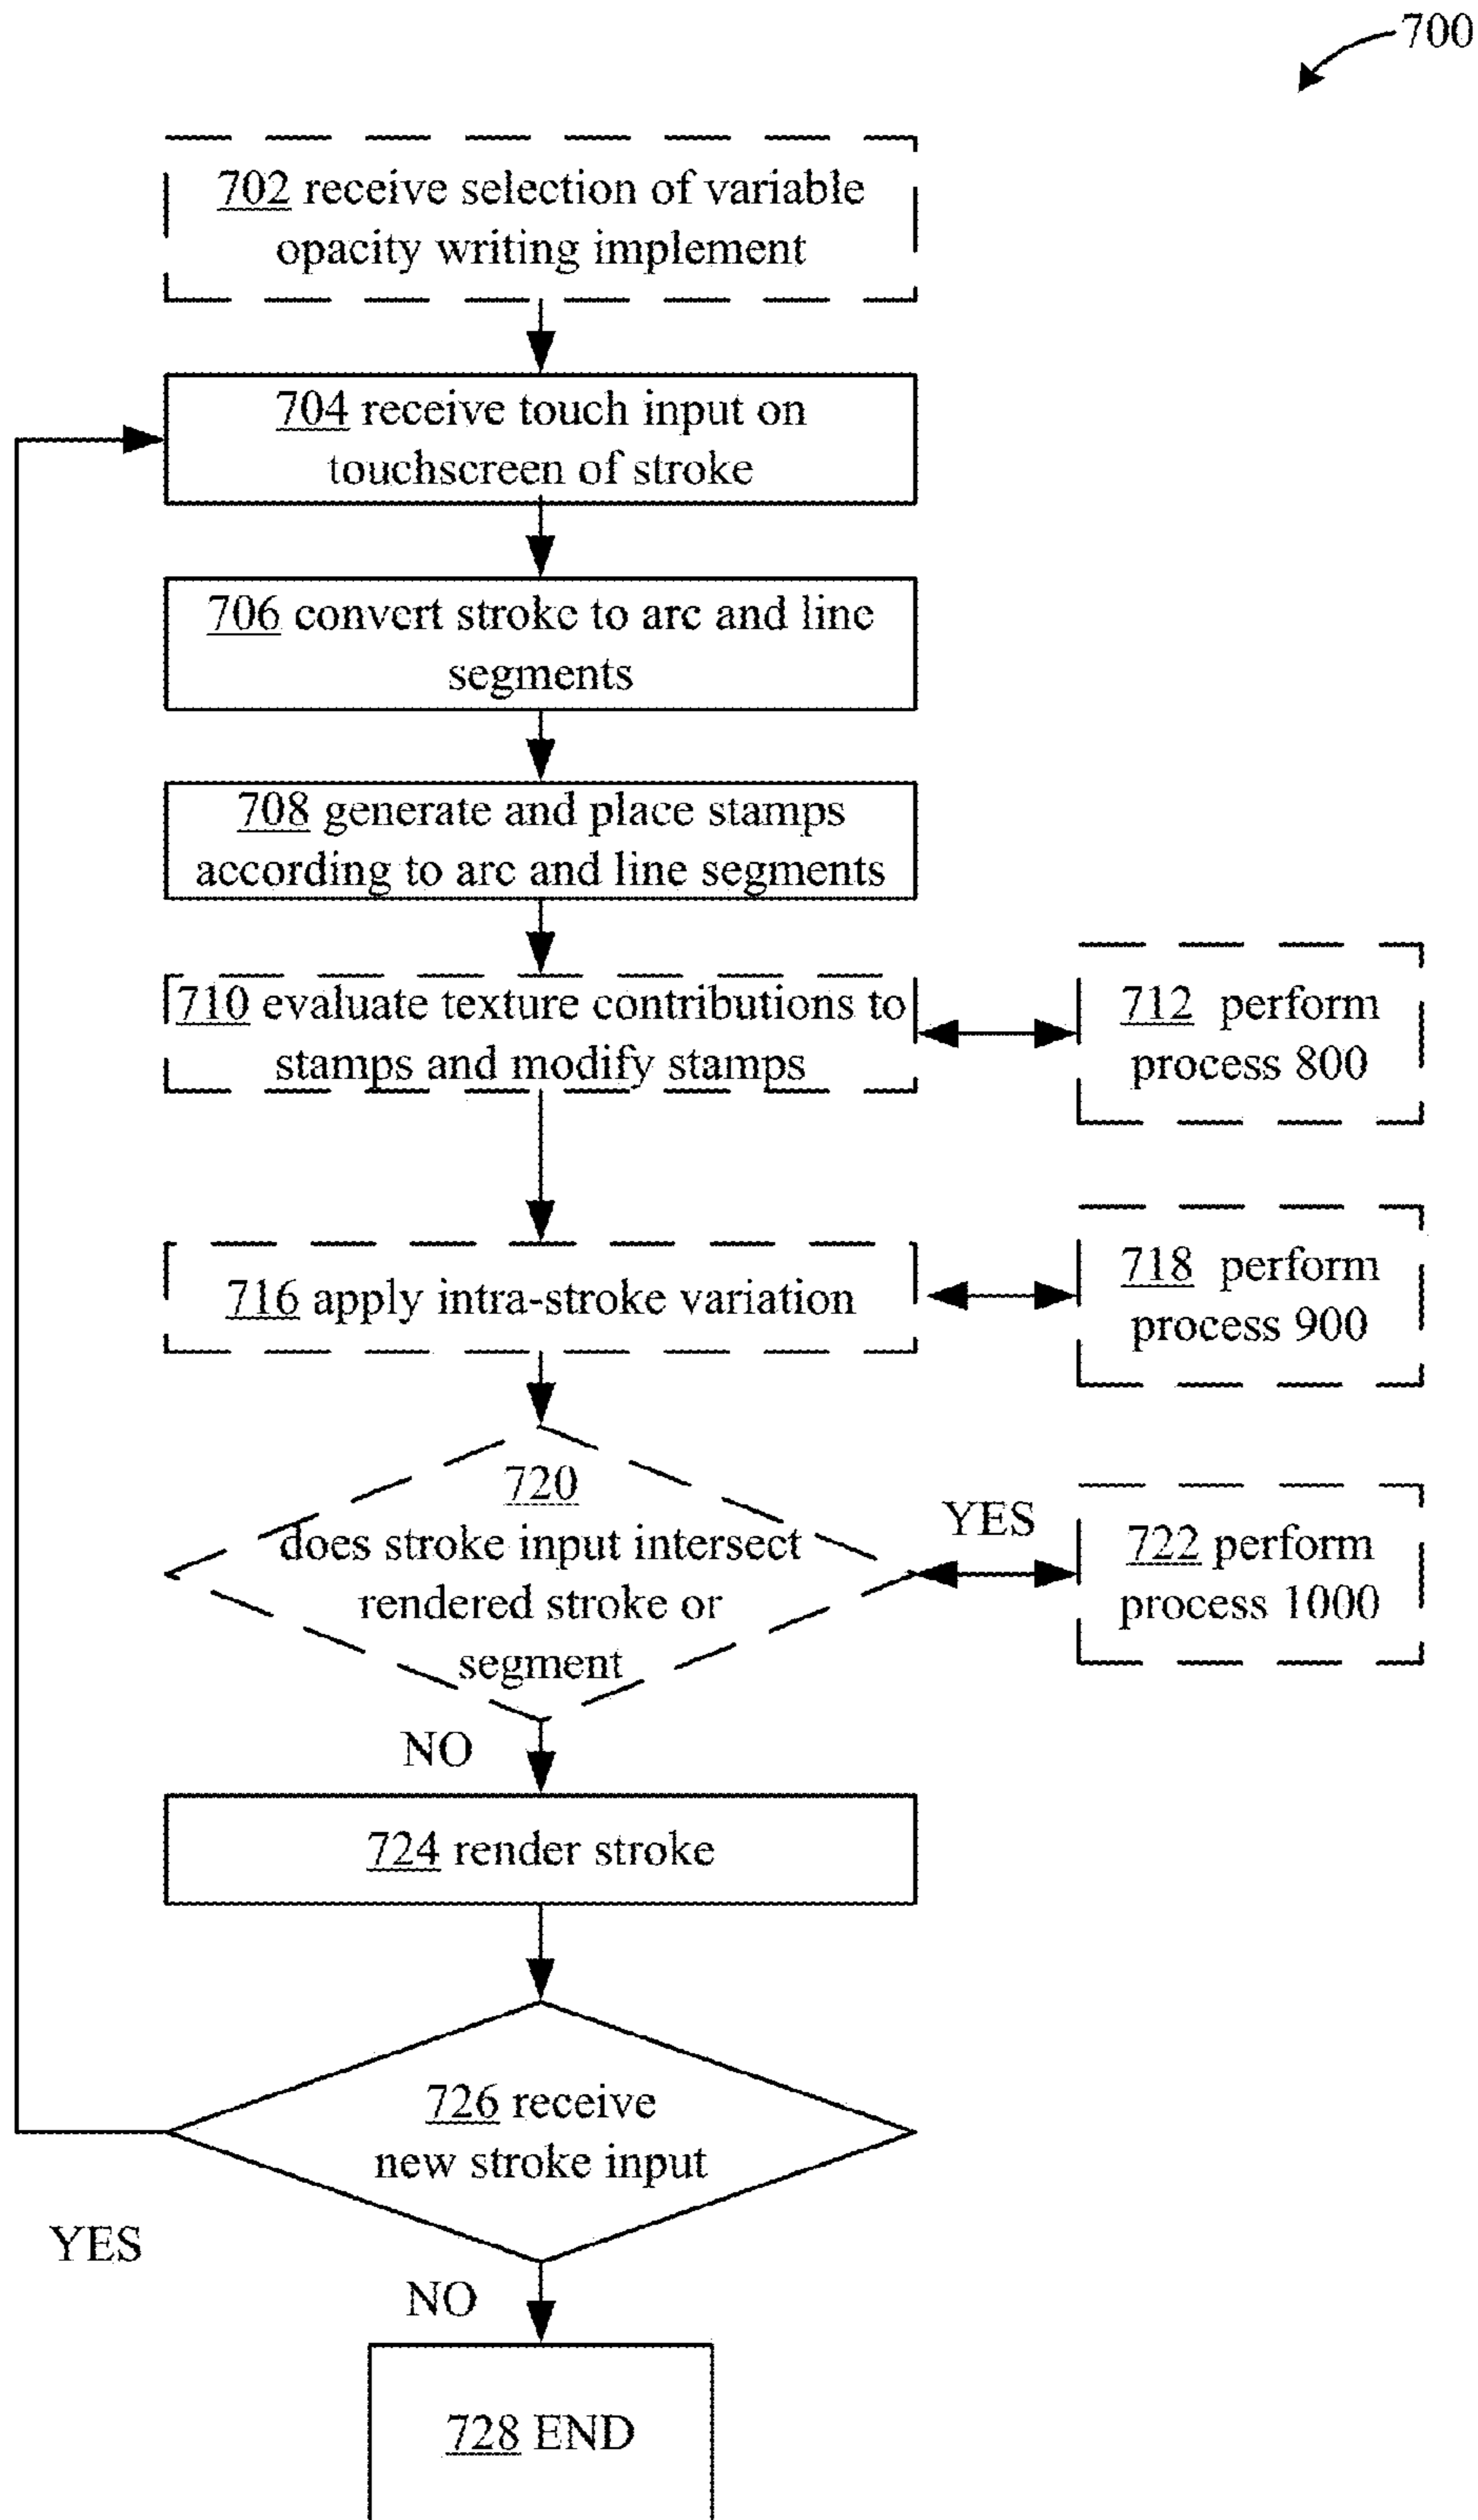 700
702 receive selection of variable
opacity writing implement
704 receive touch input on
touchscreen of stroke
706 convert stroke to arc and line
segments
708 generate and place stamps
according to arc and line segments
710 evaluate texture contributions to
stamps and modify stamps
712 perform
process 800
716 apply intra-stroke variation
718 perform
process 900
720
does stroke input intersect
rendered stroke or
segment
YES
722 perform
process 1000
NO
724 render stroke
726 receive
new stroke input
YES
NO
728 END